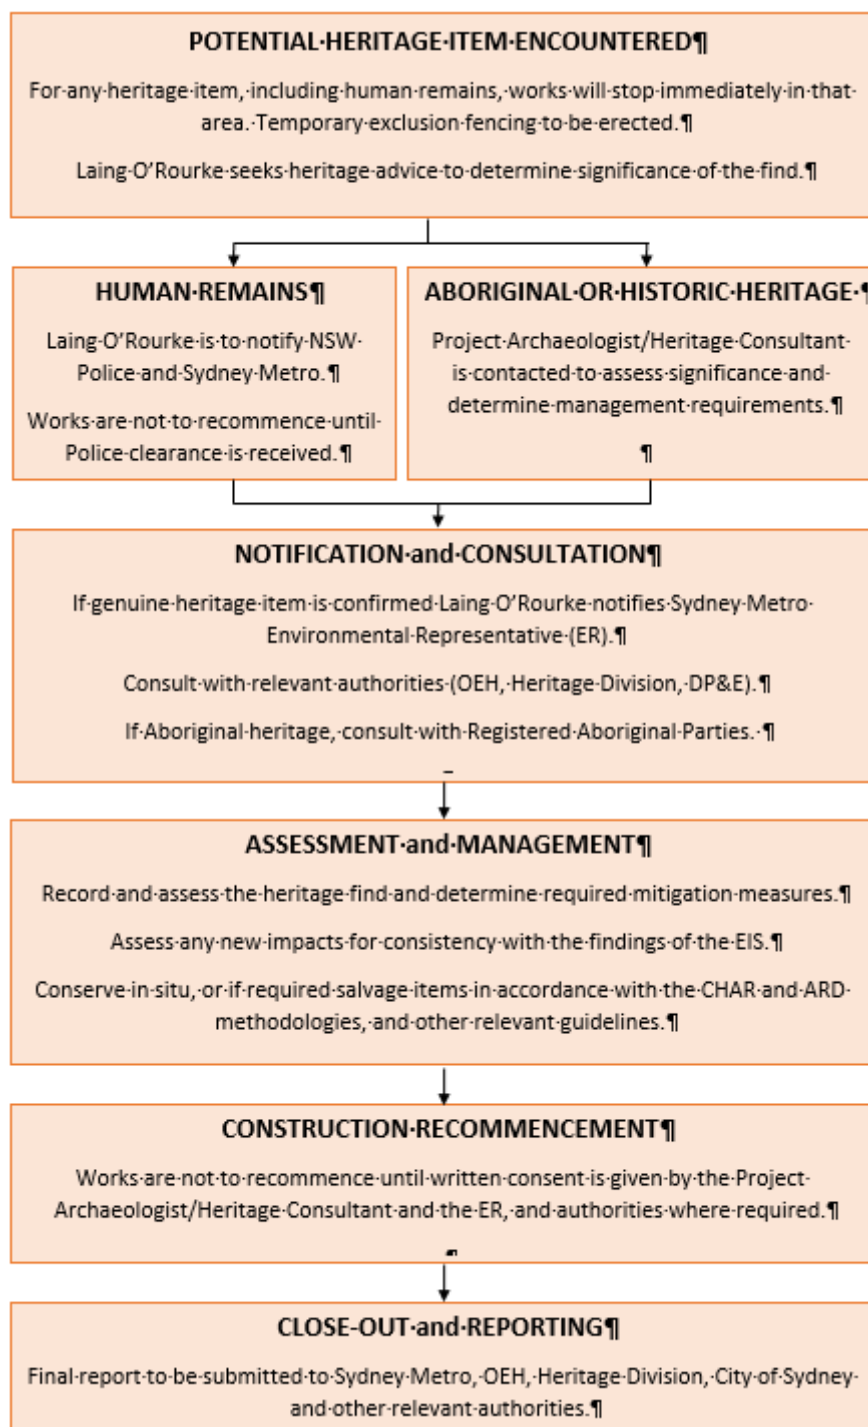 POTENTIAL·HERITAGE·ITEM·ENCOUNTERED¶
For·any·heritage·item,·including·human·remains,·works·will·stop·immediately·in·that·
area.·Temporary·exclusion·fencing·to·be·erected.¶
Laing·O’Rourke·seeks·heritage·advice·to·determine·significance·of·the·find.¶
HUMAN·REMAINS¶
Laing·O’Rourke·is·to·notify·NSW·
Police·and·Sydney·Metro.¶
Works·are·not·to·recommence·until·
Police·clearance·is·received.¶
ABORIGINAL·OR·HISTORIC·HERITAGE·¶
Project·Archaeologist/Heritage·Consultant·
is·contacted·to·assess·significance·and·
determine·management·requirements.¶
¶
NOTIFICATION·and·CONSULTATION¶
If·genuine·heritage·item·is·confirmed·Laing·O’Rourke·notifies·Sydney·Metro·
Environmental·Representative·(ER).¶
Consult·with·relevant·authorities·(OEH,·Heritage·Division,·DP&E).¶
If·Aboriginal·heritage,·consult·with·Registered·Aboriginal·Parties.·¶
ASSESSMENT·and·MANAGEMENT¶
Record·and·assess·the·heritage·find·and·determine·required·mitigation·measures.¶
Assess·any·new·impacts·for·consistency·with·the·findings·of·the·EIS.¶
Conserve·in·situ,·or·if·required·salvage·items·in·accordance·with·the·CHAR·and·ARD·
methodologies,·and·other·relevant·guidelines.¶
CONSTRUCTION·RECOMMENCEMENT¶
Works·are·not·to·recommence·until·written·consent·is·given·by·the·Project·
Archaeologist/Heritage·Consultant·and·the·ER,·and·authorities·where·required.¶
¶
CLOSE-OUT·and·REPORTING¶
Final·report·to·be·submitted·to·Sydney·Metro,·OEH,·Heritage·Division,·City·of·Sydney·
and·other·relevant·authorities.¶